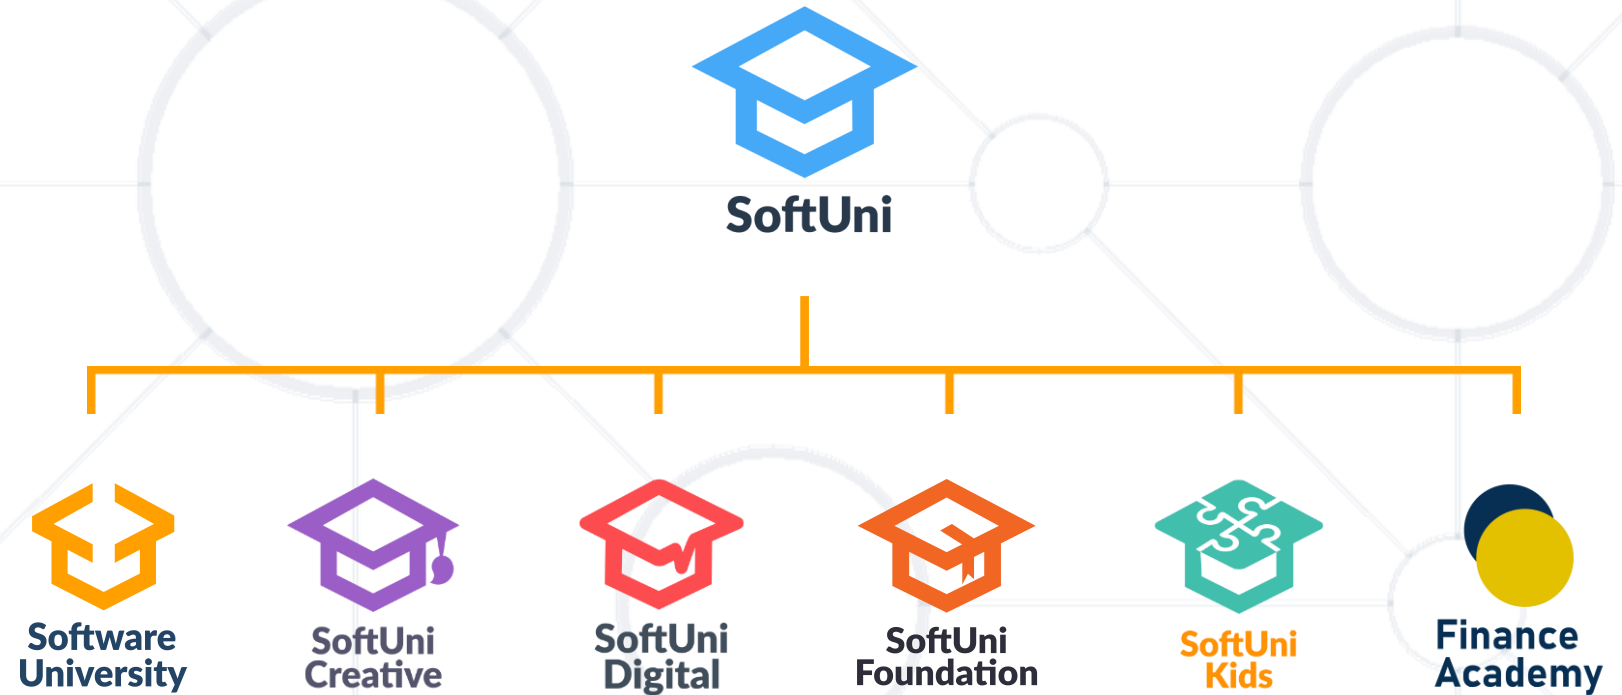 SoftUni
Software
University
SoftUni
Creative
SoftUni
Digital
SoftUni
Foundation
SoftUni
Kids
Finance
Academy